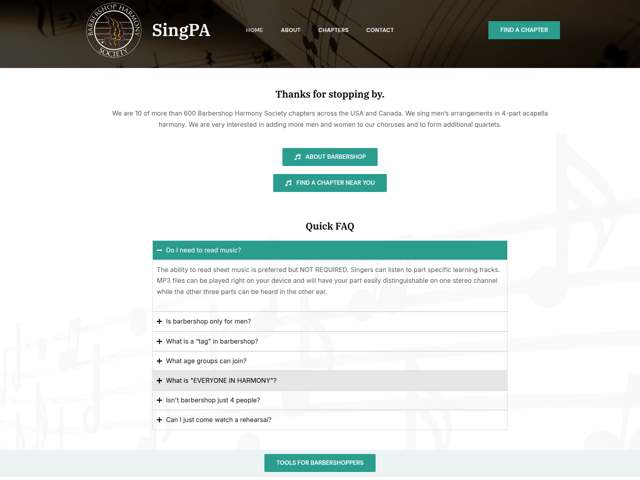 BARBERSHOP HARMONY
SOCIETY
SingPA
HOME
ABOUT
CHAPTERS
CONTACT
FIND A CHAPTER
Thanks for stopping by.
We are 10 of more than 600 Barbershop Harmony Society chapters across the USA and Canada. We sing men's arrangements in 4-part acapella
harmony. We are very interested in adding more men and women to our choruses and to form additional quartets.
ABOUT BARBERSHOP
FIND A CHAPTER NEAR YOU
Quick FAQ
Do I need to read music?
The ability to read sheet music is preferred but NOT REQUIRED. Singers can listen to part specific learning tracks.
MP3 files can be played right on your device and will have your part easily distinguishable on one stereo channel
while the other three parts can be heard in the other ear.
Is barbershop only for men?
What is a "tag" in barbershop?
What age groups can join?
What is "EVERYONE IN HARMONY"?
Isn't barbershop just 4 people?
Can I just come watch a rehearsal?
TOOLS FOR BARBERSHOPPERS